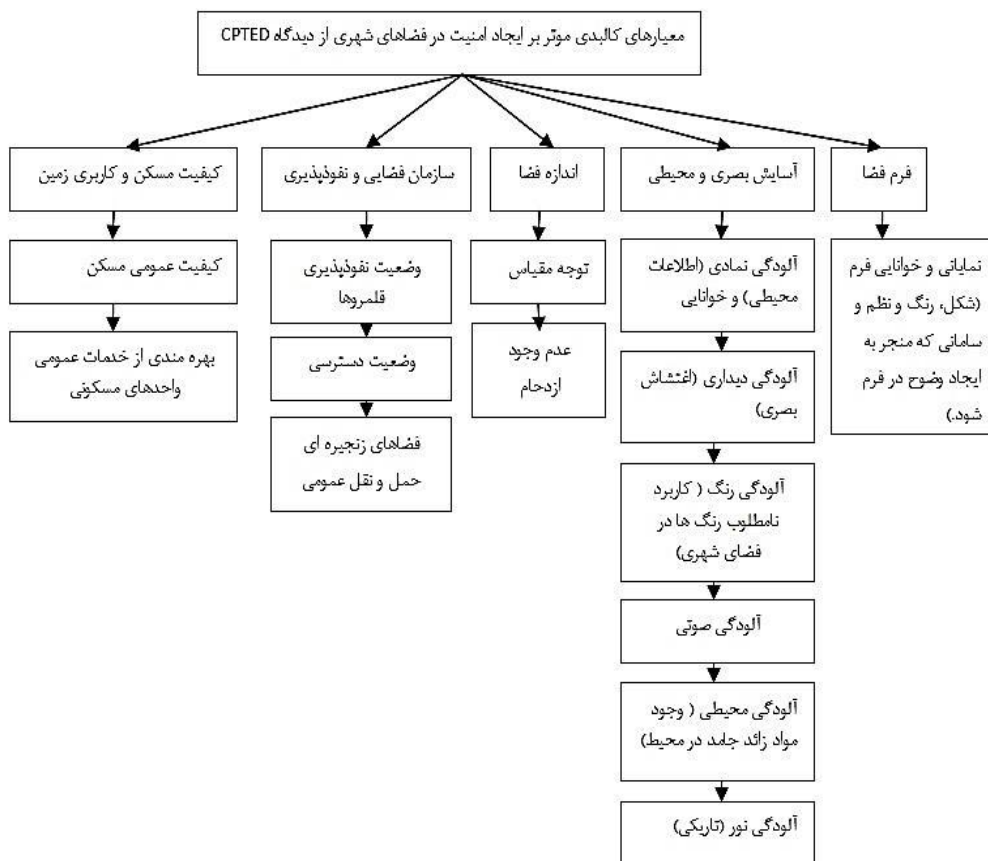 معیارهای کالبدی موثر بر ایجاد امنیت در فضاهای شهری از دیدگاه CPTED
فرم فضا
نمایانی و خوانایی فرم
(شکل، رنگ و نظم و
سامانی که منجر به
ایجاد وضوح در فرم
شود.)
آسایش بصری و محیطی
آلودگی نمادی (اطلاعات
محیطی) و خوانایی
آلودگی دیداری (اغتشاش
بصری)
آلودگی رنگ ( کاربرد
نامطلوب رنگ ها در
فضای شهری)
آلودگی صوتی
آلودگی محیطی ( وجود
مواد زائد جامد در محیط)
آلودگی نور (تاریکی)
اندازه فضا
توجه مقیاس
عدم وجود
ازدحام
سازمان فضایی و نفوذپذیری
وضعیت نفوذپذیری
قلمروها
وضعیت دسترسی
فضاهای زنجیره ای
حمل و نقل عمومی
کیفیت مسکن و کاربری زمین
کیفیت عمومی مسکن
بهره مندی از خدمات عمومی
واحدهای مسکونی